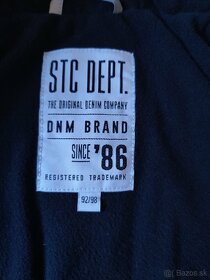 STC DEPT.
THE ORIGINAL DENIM COMPANY
DNM BRAND
SINCE '86
REGISTERED TRADEMARK
92/98
Bazos.sk